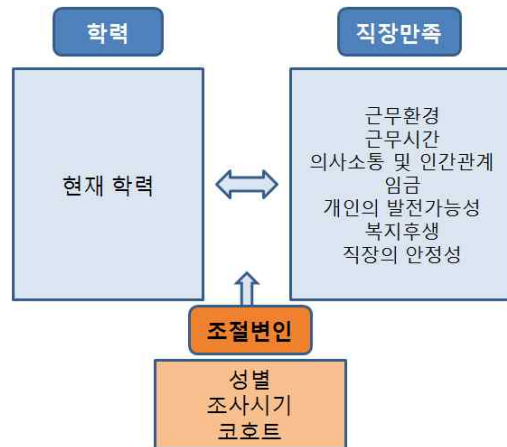 학력
현재 학력
직장만족
근무환경
근무시간
의사소통 및 인간관계
임금
개인의 발전가능성
복지후생
직장의 안정성
조절변인
성별
조사시기
코호트